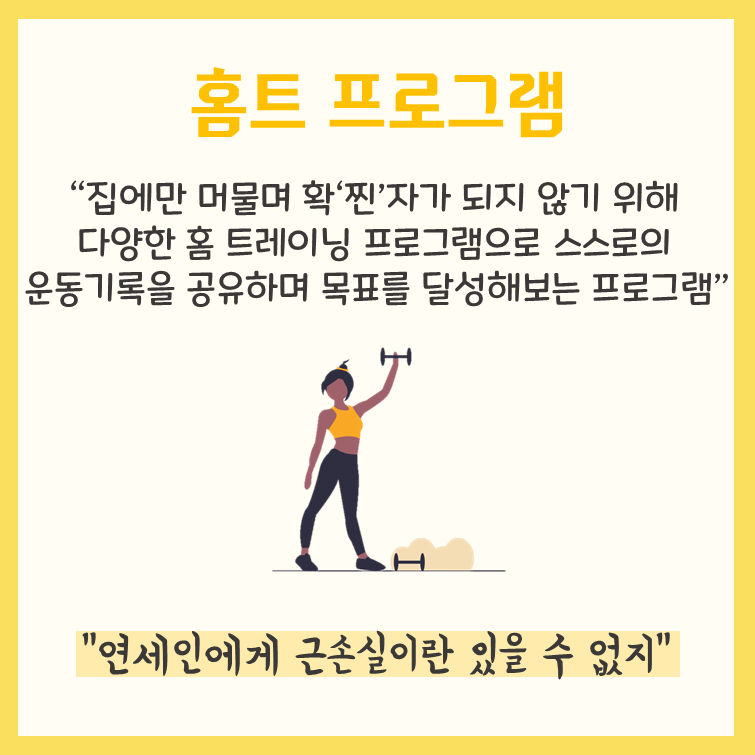 홈트 프로그램
“집에만 머물며 확‘찐’자가 되지 않기 위해
다양한 홈 트레이닝 프로그램으로 스스로의
운동기록을 공유하며 목표를 달성해보는 프로그램”
"연세인에게 근손실이란 있을 수 없지"